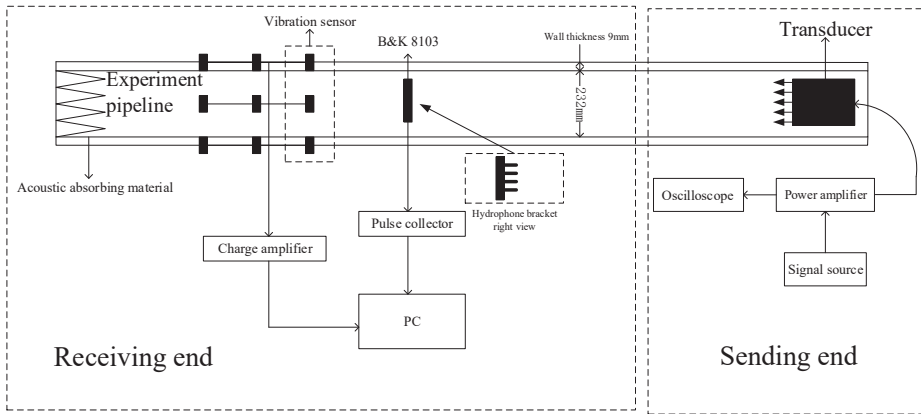 Vibration sensor
B&K 8103
Wall thickness 9mm
Transducer
Experiment
pipeline
232mm
Acoustic absorbing material
Hydrophone bracket
right view
Oscilloscope
Power amplifier
Pulse collector
Charge amplifier
Signal source
PC
Receiving end
Sending end